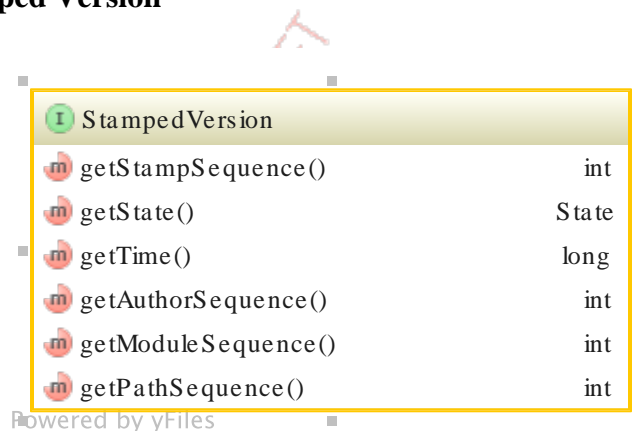 ped Version
I StampedVersion
m getStampSequence() int
m getState() State
m getTime() long
m getAuthorSequence() int
m getModuleSequence() int
m getPathSequence() int
Powered by yFiles